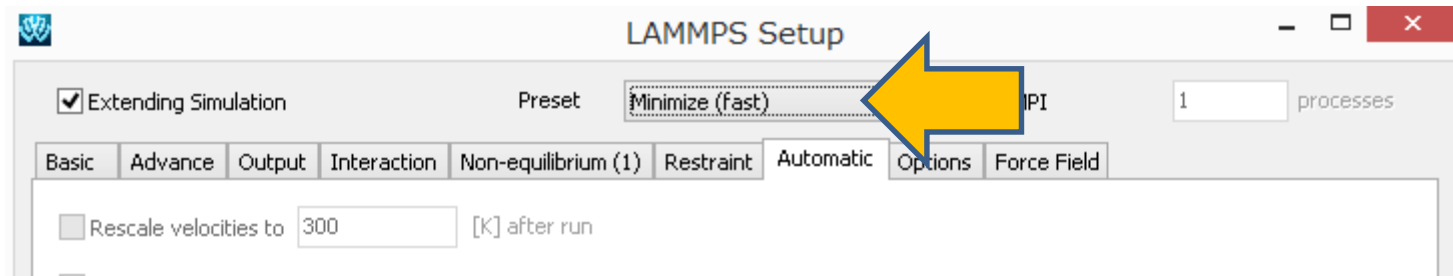 LAMMPS Setup
Extending Simulation Preset Minimize (fast) MPI 1 processes
Basic Advance Output Interaction Non-equilibrium (1) Restraint Automatic Options Force Field
Rescale velocities to 300 [K] after run